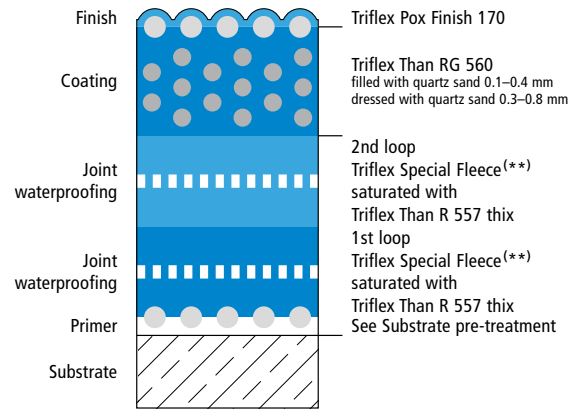 Finish
Triflex Pox Finish 170
Coating
Triflex Than RG 560
filled with quartz sand 0.1–0.4 mm
dressed with quartz sand 0.3–0.8 mm
Joint
waterproofing
2nd loop
Triflex Special Fleece(**)
saturated with
Triflex Than R 557 thix
Joint
waterproofing
1st loop
Triflex Special Fleece(**)
saturated with
Triflex Than R 557 thix
Primer
See Substrate pre-treatment
Substrate